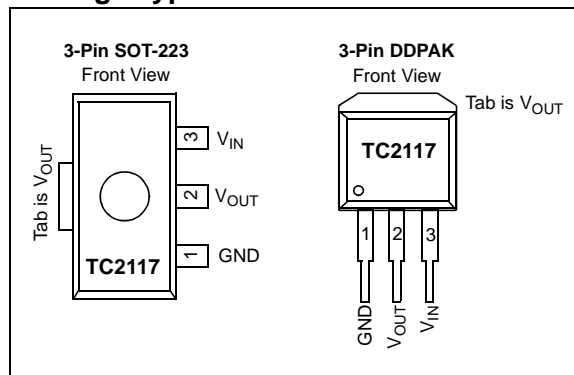 3-Pin SOT-223
Front View
Tab is VOUT
3
VIN
2
VOUT
1
GND
TC2117
3-Pin DDPAK
Front View
Tab is VOUT
TC2117
1
2
3
GND
VOUT
VIN